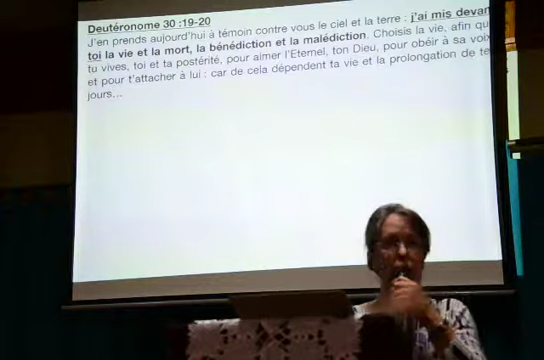 Deutéronome 30 :19-20
J'en prends aujourd'hui à témoin contre vous le ciel et la terre : j'ai mis devan
toi la vie et la mort, la bénédiction et la malédiction. Choisis la vie, afin qu
tu vives, toi et ta postérité, pour aimer l'Eternel, ton Dieu, pour obéir à sa voix
et pour t'attacher à lui : car de cela dépendent ta vie et la prolongation de te
jours...